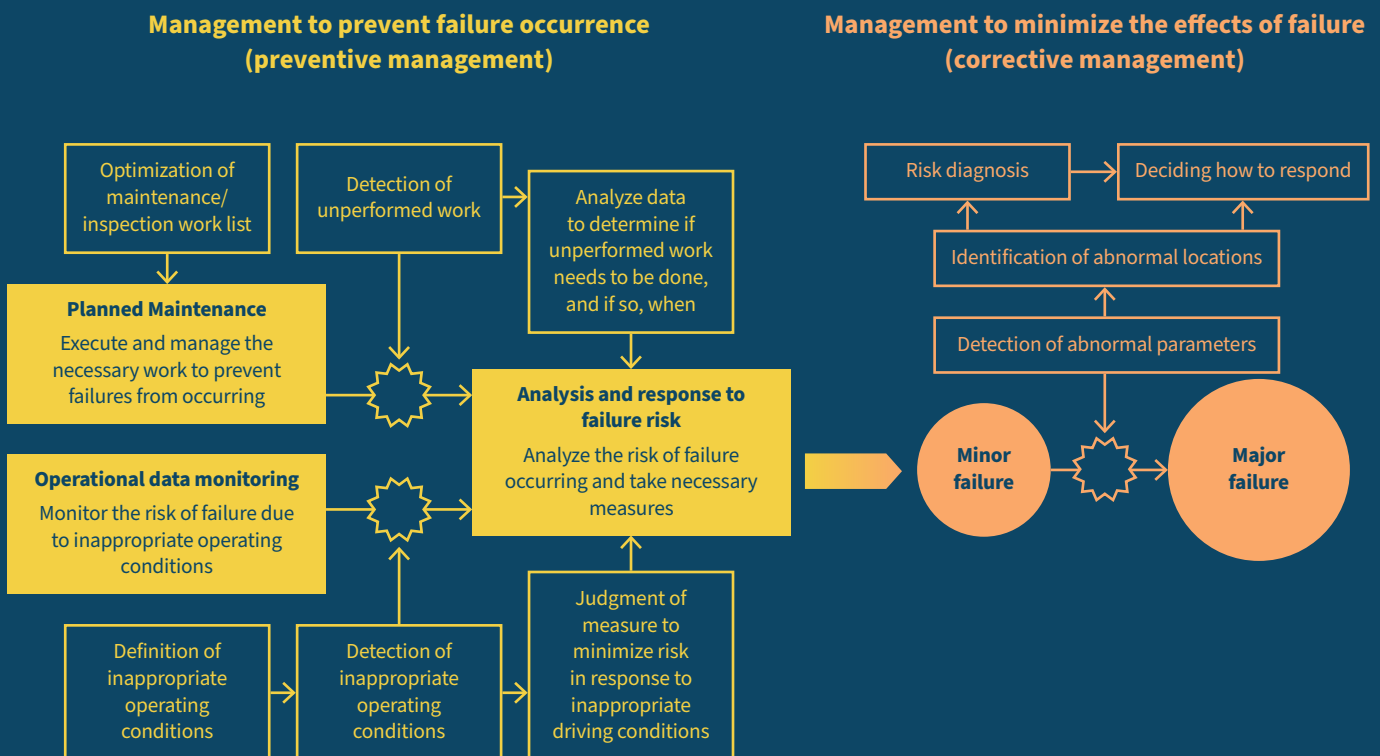 Management to prevent failure occurrence
(preventive management)
Management to minimize the effects of failure
(corrective management)
Optimization of
maintenance/
inspection work list
Detection of
unperformed work
Analyze data
to determine if
unperformed work
needs to be done,
and if so, when
Planned Maintenance
Execute and manage the
necessary work to prevent
failures from occurring
Analysis and response to
failure risk
Analyze the risk of failure
occurring and take necessary
measures
Operational data monitoring
Monitor the risk of failure due
to inappropriate operating
conditions
Definition of
inappropriate
operating
conditions
Detection of
inappropriate
operating
conditions
Judgment of
measure to
minimize risk
in response to
inappropriate
driving conditions
Risk diagnosis
Deciding how to respond
Identification of abnormal locations
Detection of abnormal parameters
Minor
failure
Major
failure